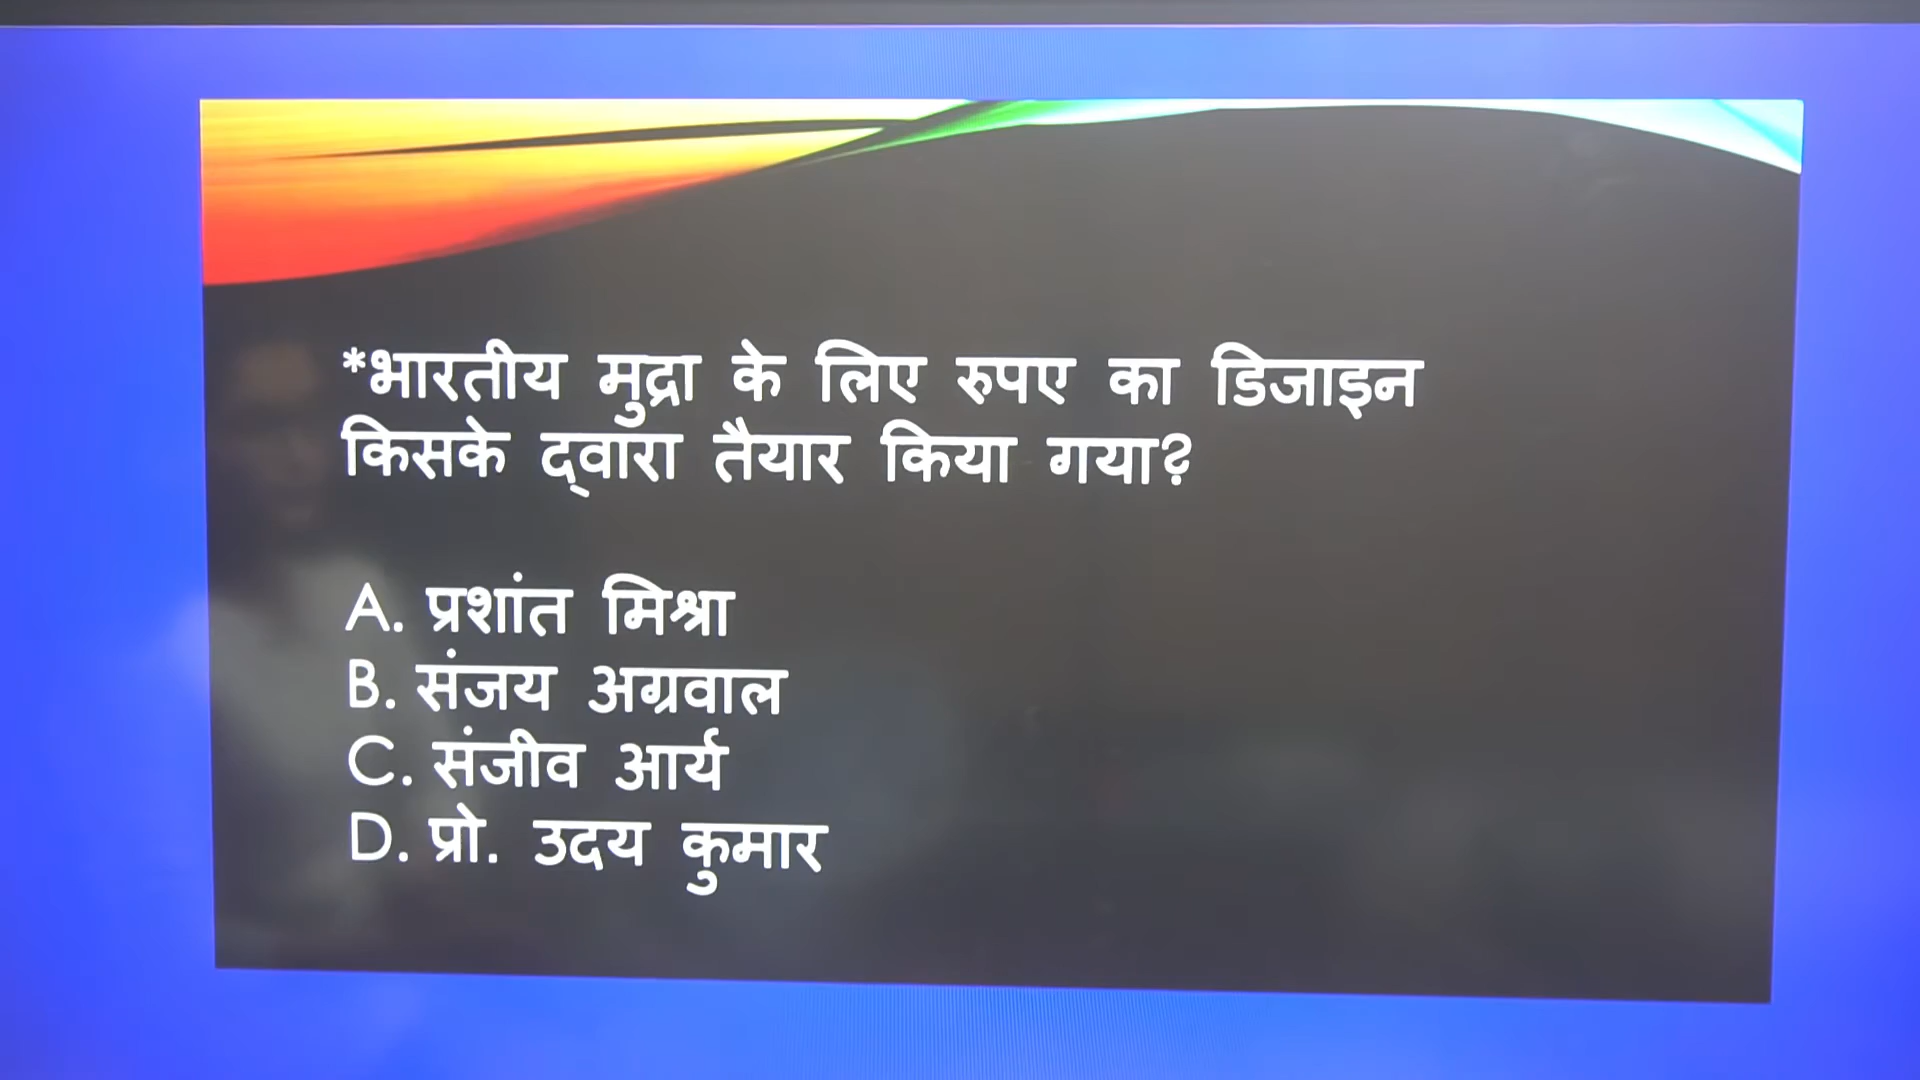 *भारतीय मुद्रा के लिए रुपए का डिजाइन
किसके द्वारा तैयार किया गया?
A. प्रशांत मिश्रा
B. संजय अग्रवाल
C. संजीव आर्य
D. प्रो. उदय कुमार